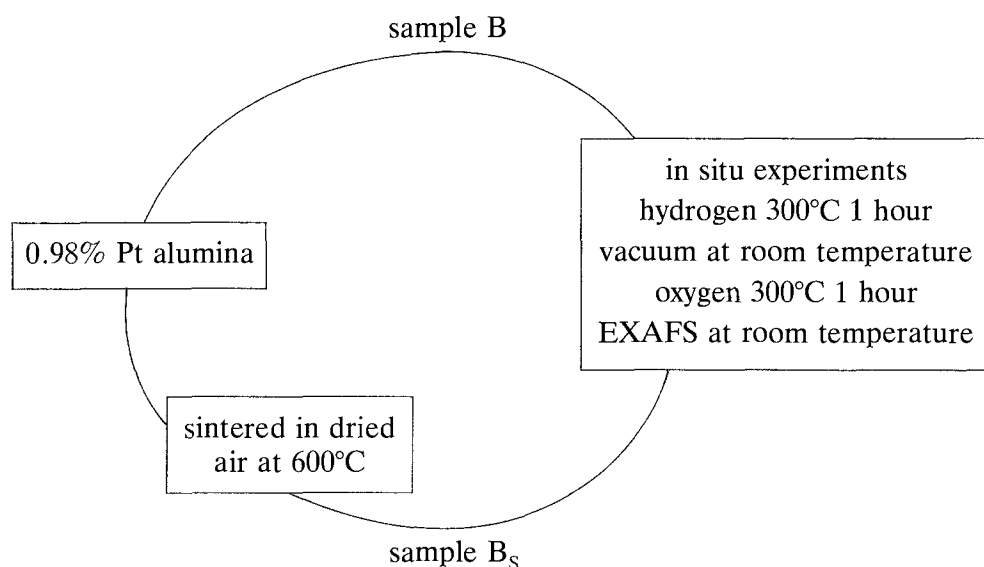 sample B
in situ experiments
hydrogen 300°C 1 hour
vacuum at room temperature
oxygen 300°C 1 hour
EXAFS at room temperature
0.98% Pt alumina
sintered in dried
air at 600°C
sample B_S